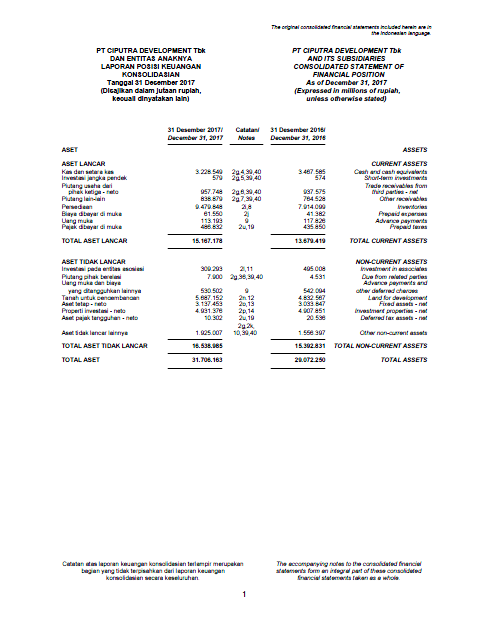 The original consolidated financial statements included herein are in
the Indonesian language.
PT CIPUTRA DEVELOPMENT Tbk
DAN ENTITAS ANAKNYA
LAPORAN POSISI KEUANGAN
KONSOLIDASIAN
Tanggal 31 Desember 2017
(Disajikan dalam jutaan rupiah,
kecuali dinyatakan lain)
PT CIPUTRA DEVELOPMENT Tbk
AND ITS SUBSIDIARIES
CONSOLIDATED STATEMENT OF
FINANCIAL POSITION
As of December 31, 2017
(Expressed in millions of rupiah,
unless otherwise stated)
31 Desember 2017/ Catatan/ 31 Desember 2016/
December 31, 2017 Notes December 31, 2016
ASET ASSETS
ASET LANCAR CURRENT ASSETS
Kas dan setara kas 3.228.549 2g,4,39,40 3.467.585 Cash and cash equivalents
Investasi jangka pendek 579 2g,5,39,40 574 Short-term investments
Piutang usaha dari Trade receivables from
pihak ketiga - neto 957.748 2g,6,39,40 937.575 third parties - net
Piutang lain-lain 838.879 2g,7,39,40 764.528 Other receivables
Persediaan 9.479.848 2i,8 7.914.099 Inventories
Biaya dibayar di muka 61.550 2j 41.382 Prepaid expenses
Uang muka 113.193 9 117.826 Advance payments
Pajak dibayar di muka 486.832 2u,19 435.850 Prepaid taxes
TOTAL ASET LANCAR 15.167.178 13.679.419 TOTAL CURRENT ASSETS
ASET TIDAK LANCAR NON-CURRENT ASSETS
Investasi pada entitas asosiasi 309.293 2l,11 495.008 Investment in associates
Piutang pihak berelasi 7.900 2g,36,39,40 4.531 Due from related parties
Uang muka dan biaya Advance payments and
yang ditangguhkan lainnya 530.502 9 542.094 other deferred charges
Tanah untuk pengembangan 5.687.152 2n,12 4.832.567 Land for development
Aset tetap - neto 3.137.453 2o,13 3.033.847 Fixed assets - net
Properti investasi - neto 4.931.376 2p,14 4.907.851 Investment properties - net
Aset pajak tangguhan - neto 10.302 2u,19 20.536 Deferred tax assets - net
2g,2k,
Aset tidak lancar lainnya 1.925.007 10,39,40 1.556.397 Other non-current assets
TOTAL ASET TIDAK LANCAR 16.538.985 15.392.831 TOTAL NON-CURRENT ASSETS
TOTAL ASET 31.706.163 29.072.250 TOTAL ASSETS
Catatan atas laporan keuangan konsolidasian terlampir merupakan
bagian yang tidak terpisahkan dari laporan keuangan
konsolidasian secara keseluruhan.
The accompanying notes to the consolidated financial
statements form an integral part of these consolidated
financial statements taken as a whole.
1